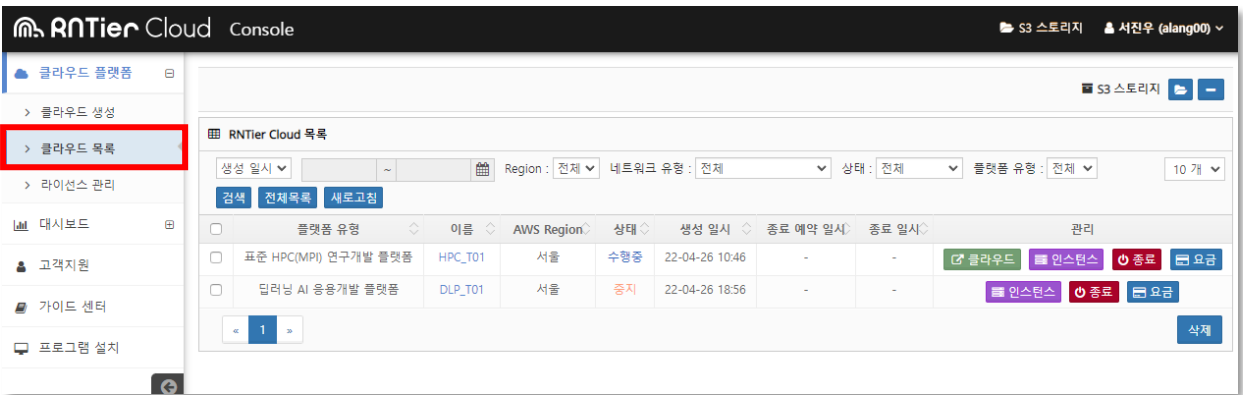 RNTier Cloud Console
S3 스토리지 서진우 (alang00)
클라우드 플랫폼
클라우드 생성
클라우드 목록
라이선스 관리
대시보드
고객지원
가이드 센터
프로그램 설치
S3 스토리지
RNTier Cloud 목록
생성 일시 ~ Region : 전체 네트워크 유형 : 전체 상태 : 전체 플랫폼 유형 : 전체 10 개
검색 전체목록 새로고침
플랫폼 유형 이름 AWS Region 상태 생성 일시 종료 예약 일시 종료 일시 관리
표준 HPC(MPI) 연구개발 플랫폼 HPC_T01 서울 수행중 22-04-26 10:46 - - 클라우드 인스턴스 종료 요금
딥러닝 AI 응용개발 플랫폼 DLP_T01 서울 중지 22-04-26 18:56 - - 인스턴스 종료 요금
« 1 » 삭제